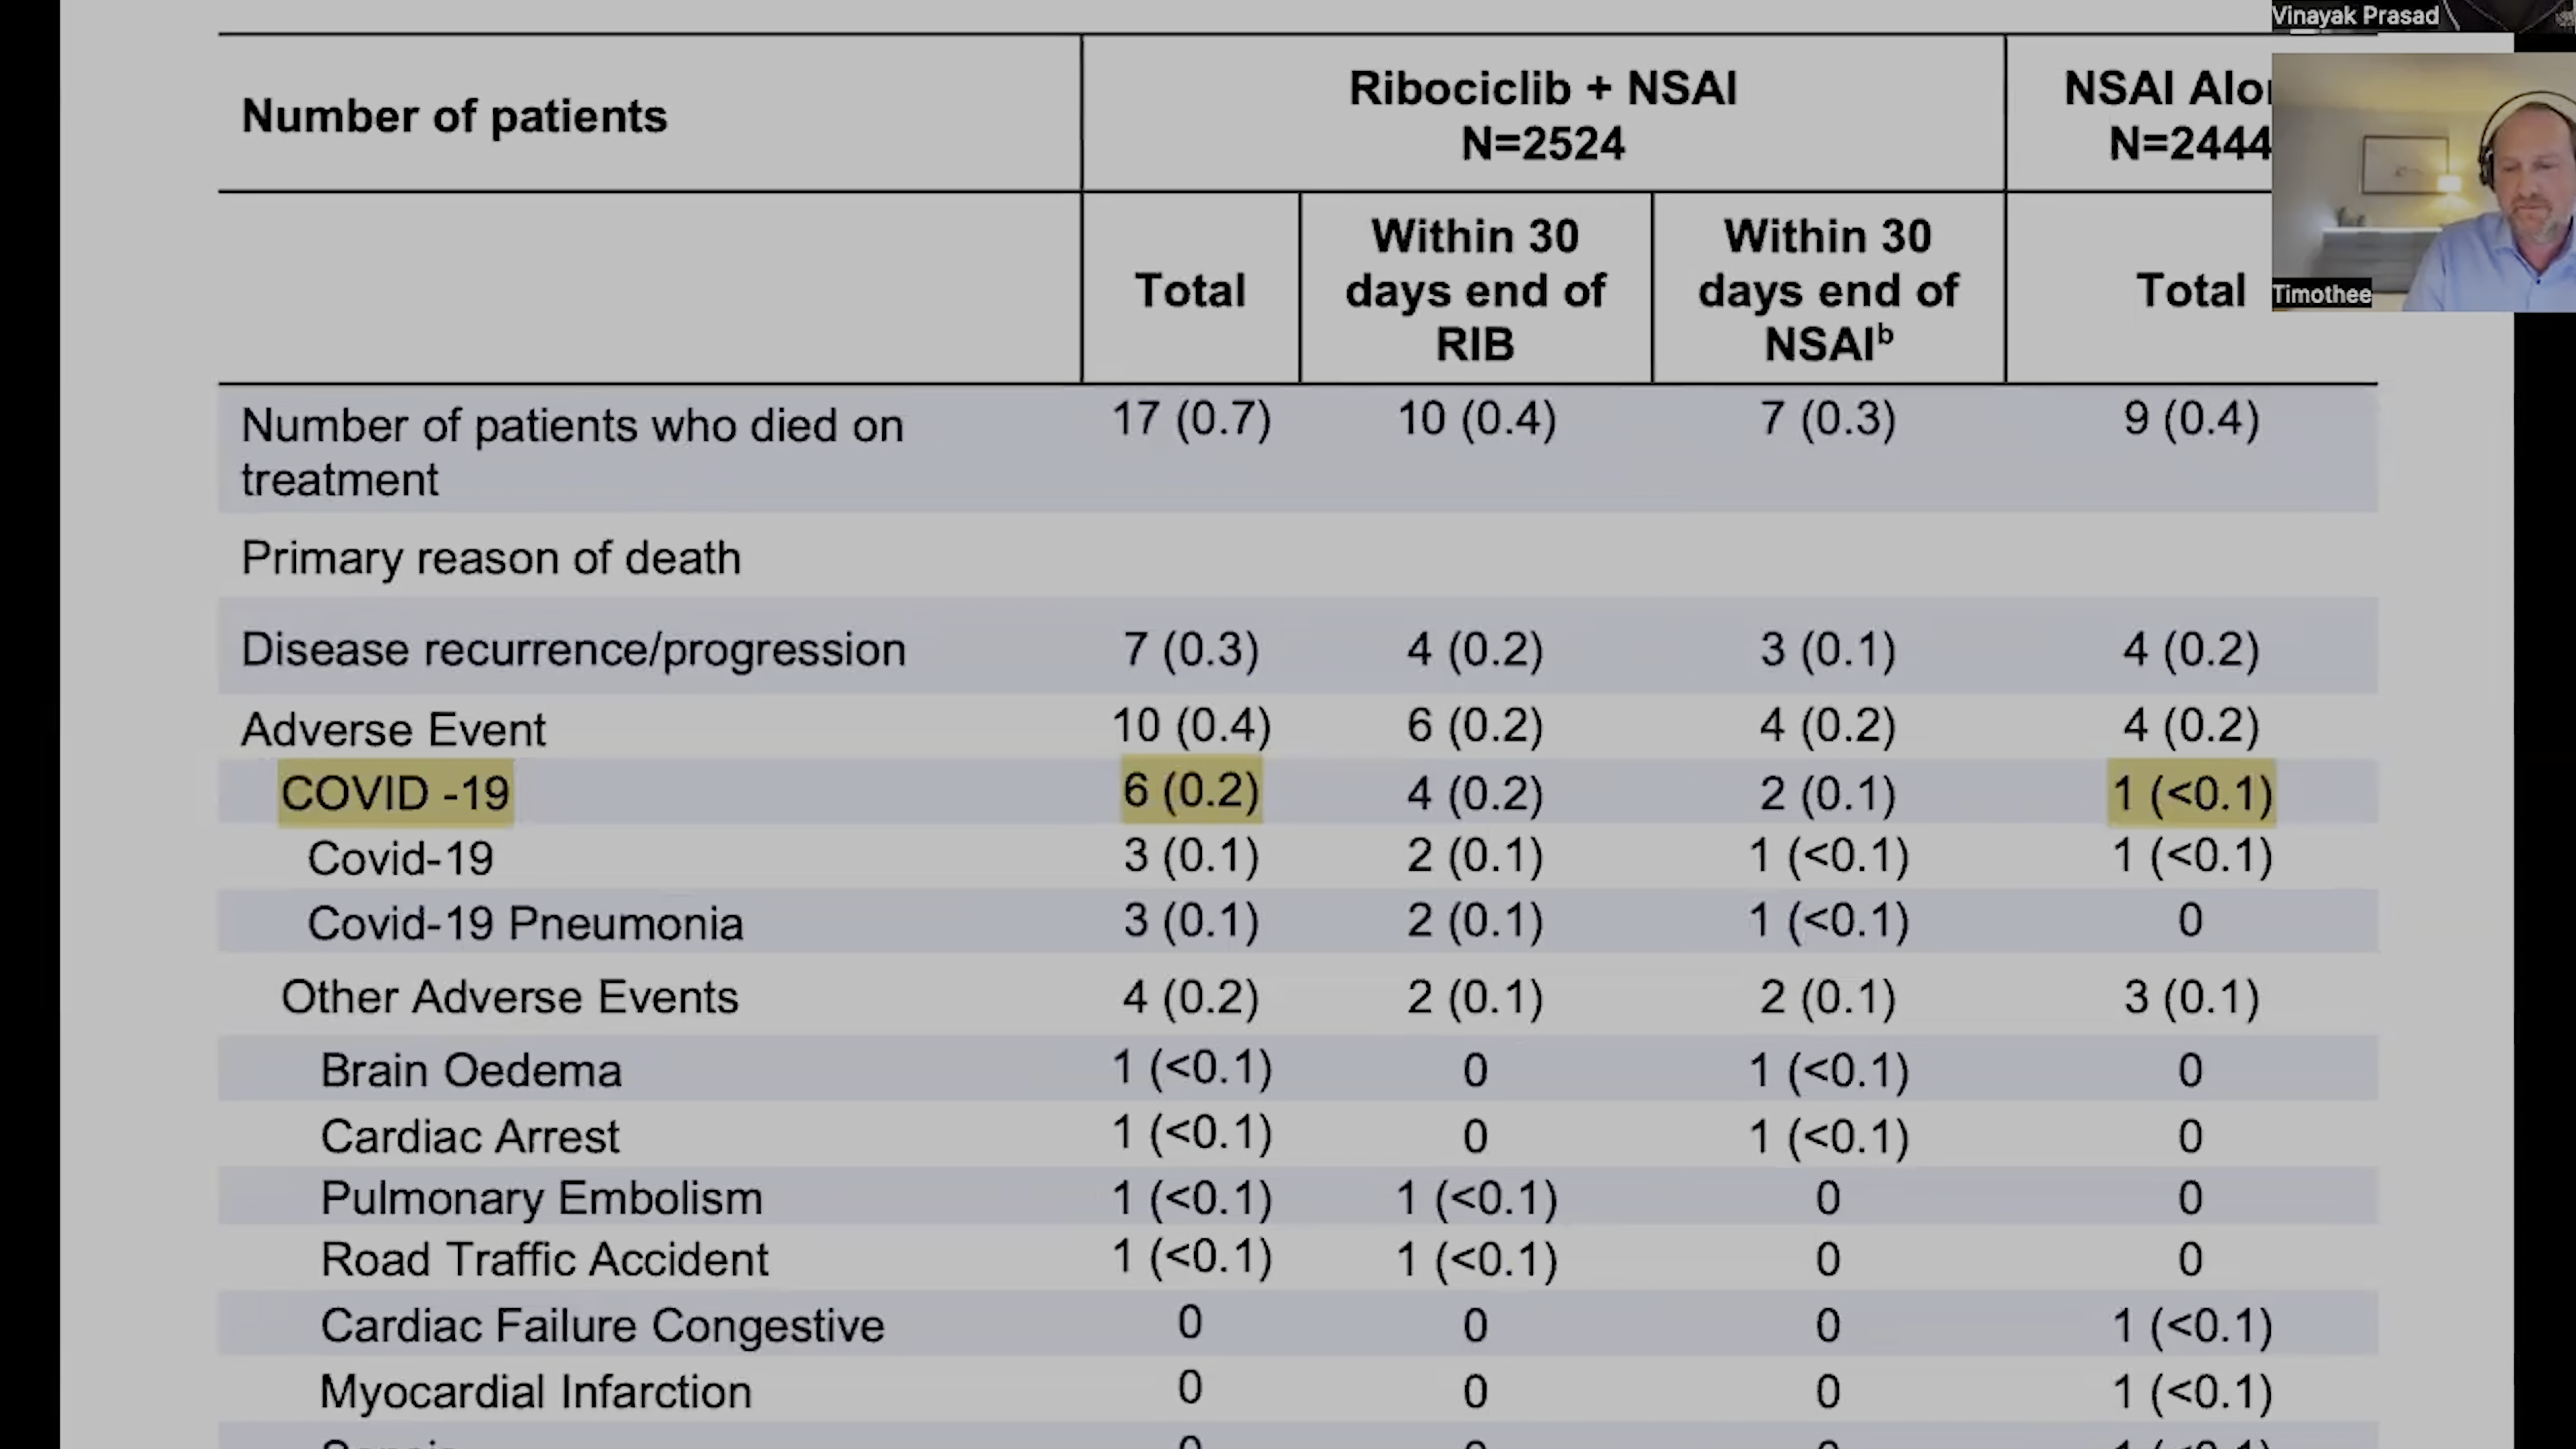 Vinayak Prasad
Number of patients
Ribociclib + NSAI
N=2524
NSAI
N=2444
Total
Within 30
days end of
RIB
Within 30
days end of
NSAIᵇ
Total
Timothee
Number of patients who died on
treatment
17 (0.7) 10 (0.4) 7 (0.3) 9 (0.4)
Primary reason of death
Disease recurrence/progression 7 (0.3) 4 (0.2) 3 (0.1) 4 (0.2)
Adverse Event 10 (0.4) 6 (0.2) 4 (0.2) 4 (0.2)
COVID -19 6 (0.2) 4 (0.2) 2 (0.1) 1 (<0.1)
Covid-19 3 (0.1) 2 (0.1) 1 (<0.1) 1 (<0.1)
Covid-19 Pneumonia 3 (0.1) 2 (0.1) 1 (<0.1) 0
Other Adverse Events 4 (0.2) 2 (0.1) 2 (0.1) 3 (0.1)
Brain Oedema 1 (<0.1) 0 1 (<0.1) 0
Cardiac Arrest 1 (<0.1) 0 1 (<0.1) 0
Pulmonary Embolism 1 (<0.1) 1 (<0.1) 0 0
Road Traffic Accident 1 (<0.1) 1 (<0.1) 0 0
Cardiac Failure Congestive 0 0 0 1 (<0.1)
Myocardial Infarction 0 0 0 1 (<0.1)